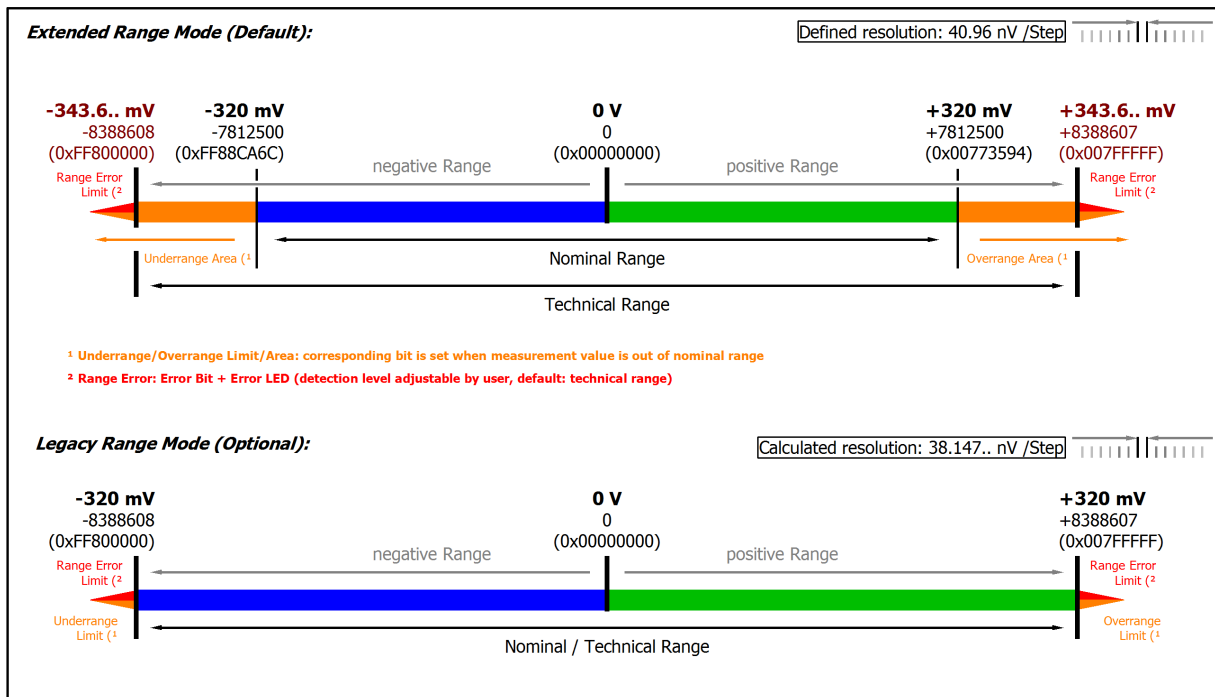 Extended Range Mode (Default):
Defined resolution: 40.96 nV /Step
-343.6.. mV
-8388608
(0xFF800000)
-320 mV
-7812500
(0xFF88CA6C)
0 V
0
(0x00000000)
+320 mV
+7812500
(0x00773594)
+343.6.. mV
+8388607
(0x007FFFFF)
negative Range
positive Range
Range Error
Limit (²
Range Error
Limit (²
Underrange Area (¹
Nominal Range
Overrange Area (¹
Technical Range
¹ Underrange/Overrange Limit/Area: corresponding bit is set when measurement value is out of nominal range
² Range Error: Error Bit + Error LED (detection level adjustable by user, default: technical range)
Legacy Range Mode (Optional):
Calculated resolution: 38.147.. nV /Step
-320 mV
-8388608
(0xFF800000)
0 V
0
(0x00000000)
+320 mV
+8388607
(0x007FFFFF)
negative Range
positive Range
Range Error
Limit (²
Range Error
Limit (²
Underrange
Limit (¹
Overrange
Limit (¹
Nominal / Technical Range